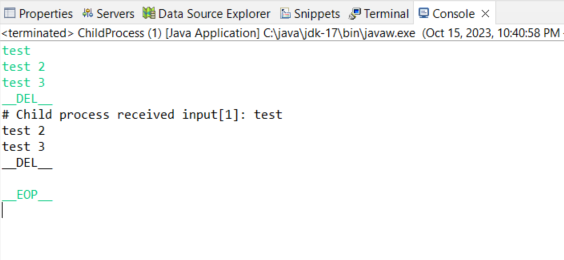 Properties Servers Data Source Explorer Snippets Terminal Console
<terminated> ChildProcess (1) [Java Application] C:\java\jdk-17\bin\javaw.exe (Oct 15, 2023, 10:40:58 PM –
test
test 2
test 3
__DEL__
# Child process received input[1]: test
test 2
test 3
__DEL__
__EOP__